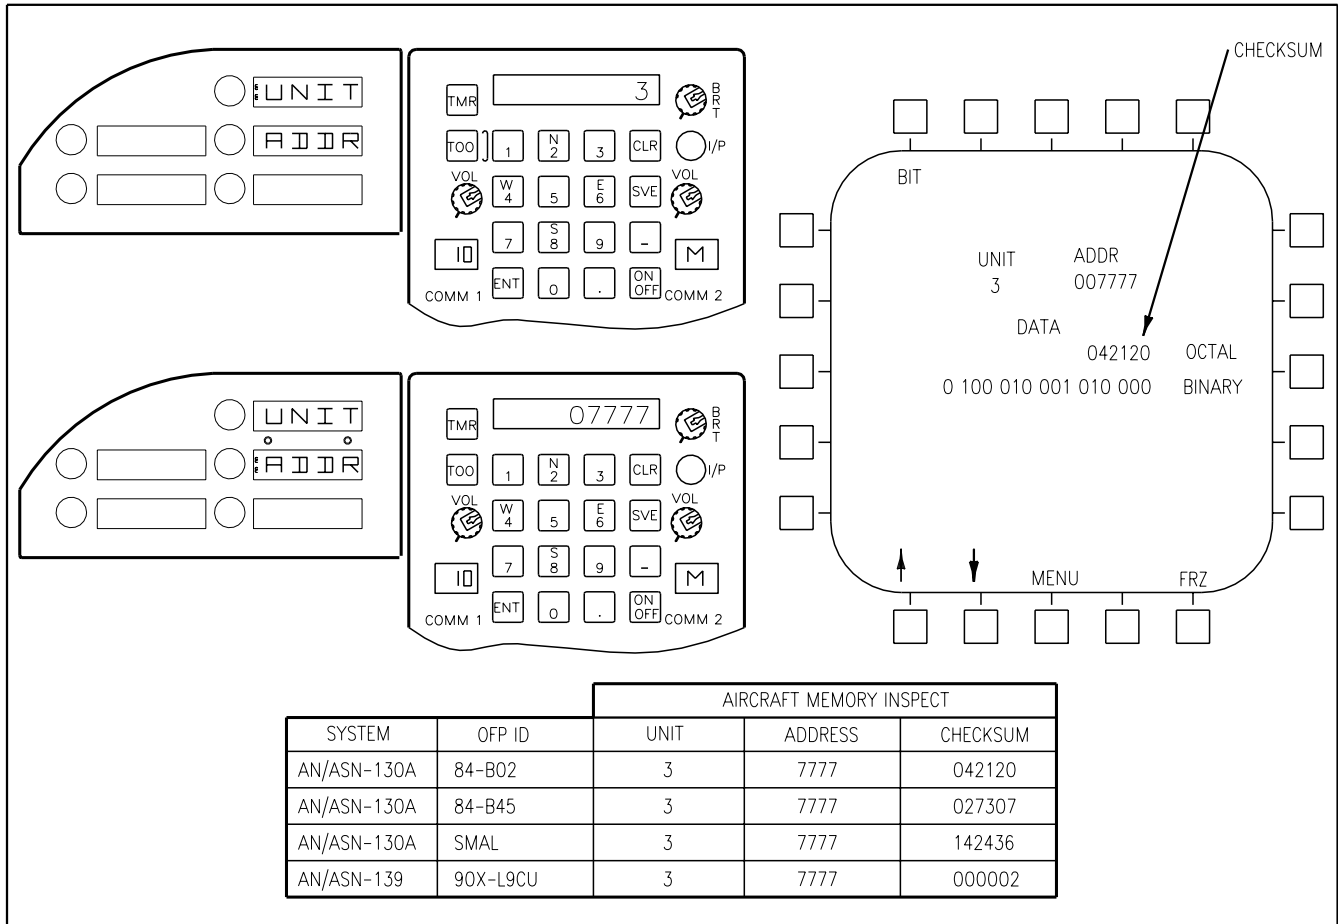 CHECKSUM
UNIT
ADDR
3
TMR
BRT
TOO 1 N 2 3 CLR I/P
VOL W 4 5 E 6 SVE VOL
10 7 S 8 9 - M
COMM 1 ENT 0 . ON OFF COMM 2
UNIT
ADDR
07777
TMR
BRT
TOO 1 N 2 3 CLR I/P
VOL W 4 5 E 6 SVE VOL
10 7 S 8 9 - M
COMM 1 ENT 0 . ON OFF COMM 2
BIT
UNIT ADDR
3 007777
DATA
042120 OCTAL
0 100 010 001 010 000 BINARY
MENU FRZ
AIRCRAFT MEMORY INSPECT
SYSTEM OFP ID UNIT ADDRESS CHECKSUM
AN/ASN-130A 84-B02 3 7777 042120
AN/ASN-130A 84-B45 3 7777 027307
AN/ASN-130A SMAL 3 7777 142436
AN/ASN-139 90X-L9CU 3 7777 000002